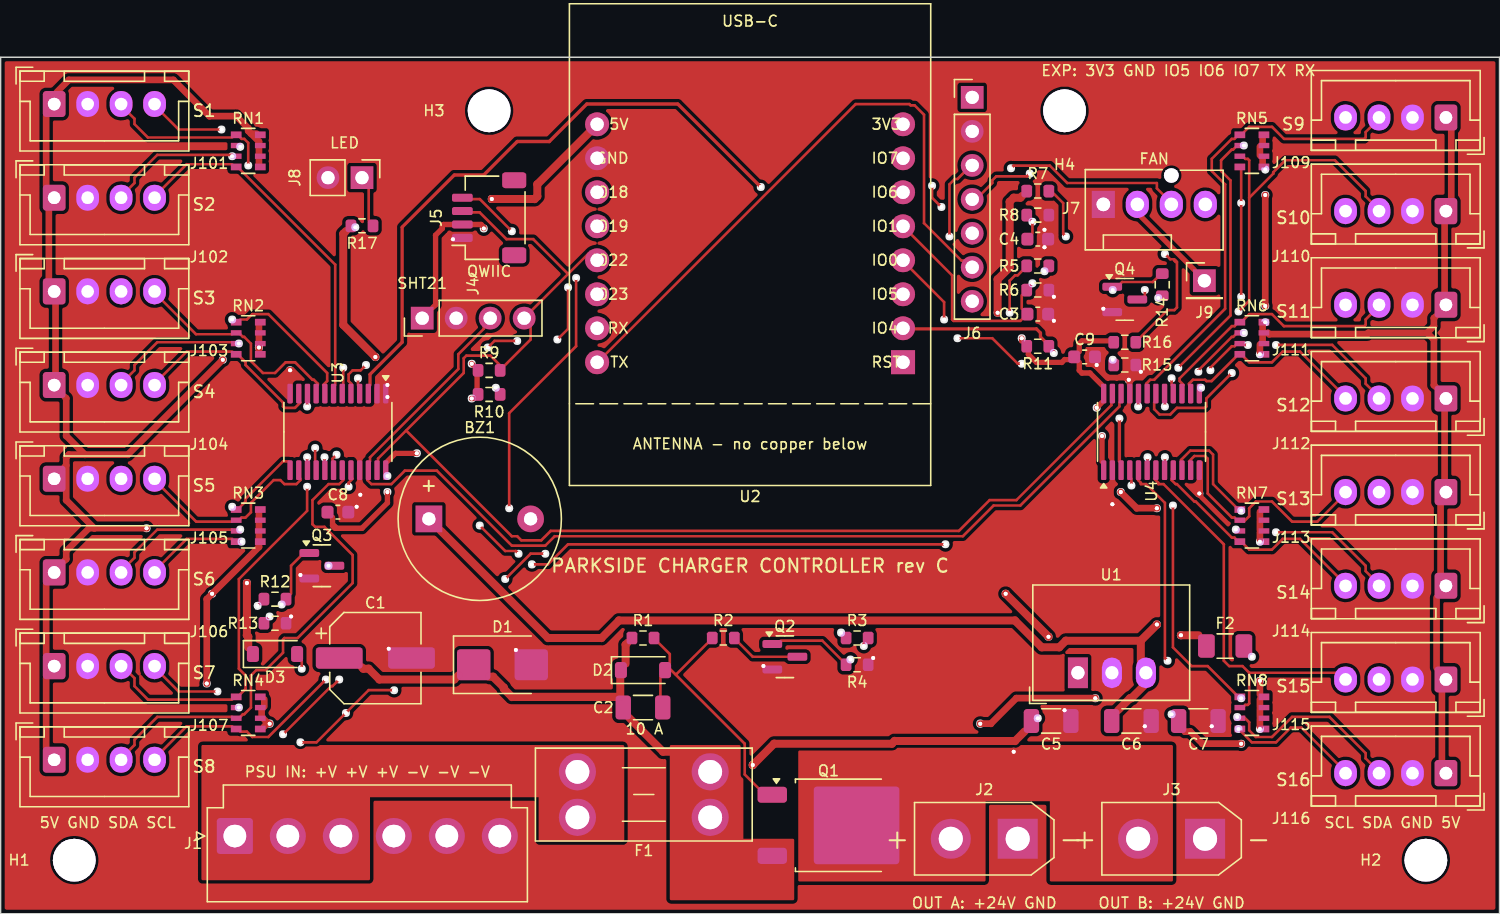 USB-C
EXP: 3V3 GND IO5 IO6 IO7 TX RX
H3
S1
RN1
5V
3V3
RN5
S9
LED
J101
GND
IO7
H4
FAN
J109
J8
R7
S2
D18
IO6
J7
R8
S10
J5
R17
D19
IO1
C4
J102
QWIIC
D22
IO0
R5
Q4
J110
SHT21
J4
S3
D23
IO5
R6
R14
RN2
C3
J9
RN6
S11
RX
IO4
J6
J103
R9
TX
RST
R11
C9
R16
R15
J111
U3
S4
R10
S12
BZ1
J104
ANTENNA — no copper below
J112
+
S5
RN3
C8
U2
U4
RN7
S13
J105
Q3
J113
PARKSIDE CHARGER CONTROLLER rev C
S6
R12
U1
S14
R13
C1
J106
+
D1
R1
R2
Q2
R3
F2
J114
S7
D3
D2
R4
S15
RN4
C2
RN8
J107
10 A
C5
C6
C7
J115
S8
PSU IN: +V +V +V -V -V -V
Q1
J2
J3
S16
5V GND SDA SCL
J1
J116
SCL SDA GND 5V
H1
F1
+
—
+
—
H2
OUT A: +24V GND
OUT B: +24V GND